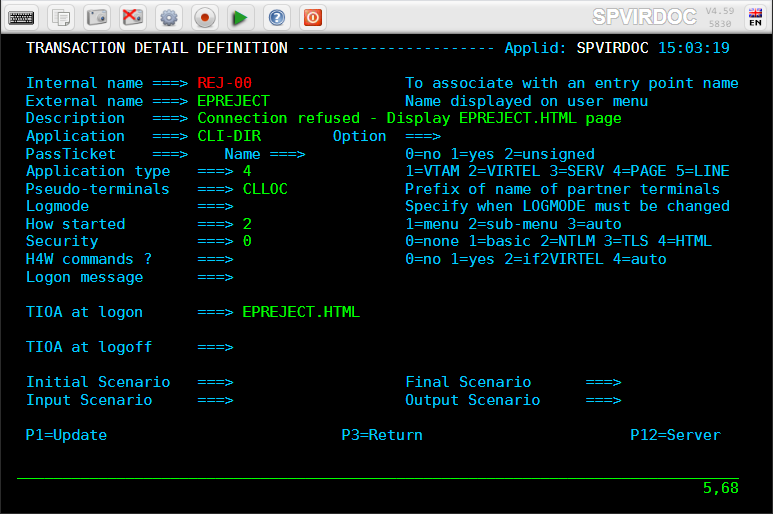 SPVIRDOC V4.59 5830 EN
TRANSACTION DETAIL DEFINITION ---------------------- Applid: SPVIRDOC 15:03:19
Internal name ===> REJ-00 To associate with an entry point name
External name ===> EPREJECT Name displayed on user menu
Description ===> Connection refused - Display EPREJECT.HTML page
Application ===> CLI-DIR Option ===>
PassTicket ===> Name ===> 0=no 1=yes 2=unsigned
Application type ===> 4 1=VTAM 2=VIRTEL 3=SERV 4=PAGE 5=LINE
Pseudo-terminals ===> CLLOC Prefix of name of partner terminals
Logmode ===> Specify when LOGMODE must be changed
How started ===> 2 1=menu 2=sub-menu 3=auto
Security ===> 0 0=none 1=basic 2=NTLM 3=TLS 4=HTML
H4W commands ? ===> 0=no 1=yes 2=if2VIRTEL 4=auto
Logon message ===>
TIOA at logon ===> EPREJECT.HTML
TIOA at logoff ===>
Initial Scenario ===> Final Scenario ===>
Input Scenario ===> Output Scenario ===>
P1=Update P3=Return P12=Server
5,68